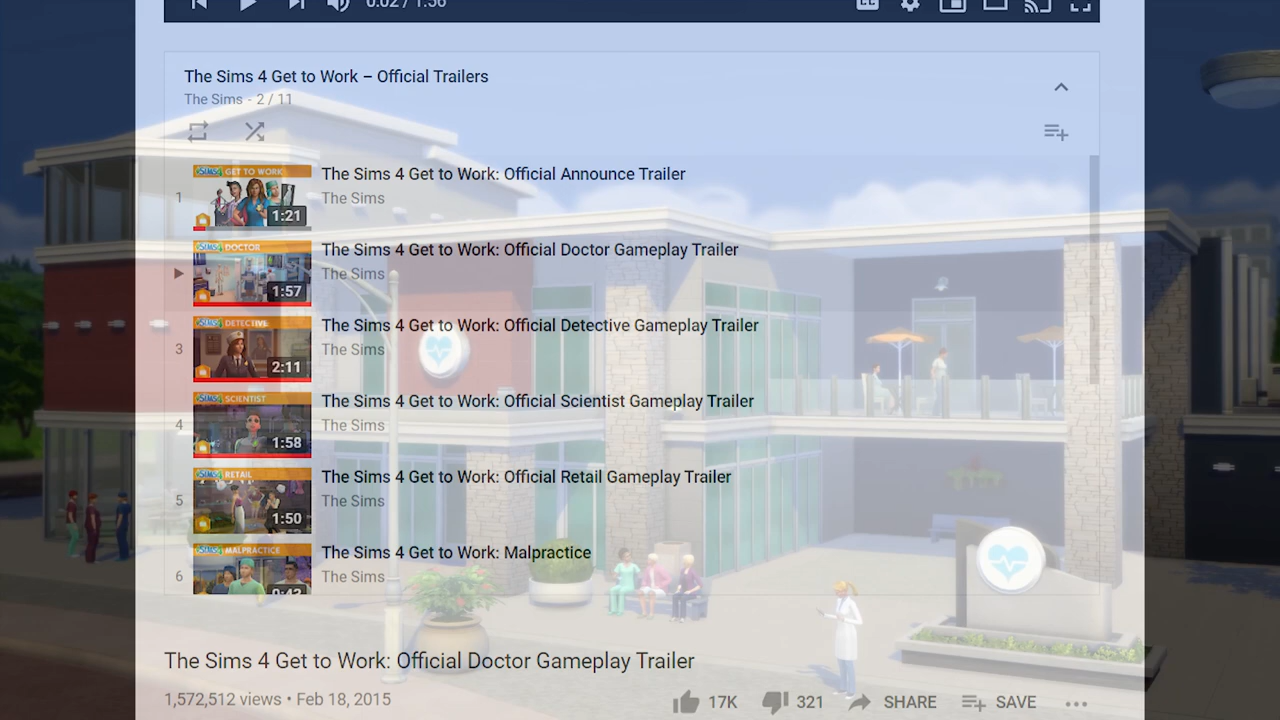 0:02 / 1:56
CC
The Sims 4 Get to Work – Official Trailers
The Sims - 2 / 11
1
GET TO WORK
1:21
The Sims 4 Get to Work: Official Announce Trailer
The Sims
DOCTOR
1:57
The Sims 4 Get to Work: Official Doctor Gameplay Trailer
The Sims
3
DETECTIVE
2:11
The Sims 4 Get to Work: Official Detective Gameplay Trailer
The Sims
4
SCIENTIST
1:58
The Sims 4 Get to Work: Official Scientist Gameplay Trailer
The Sims
5
RETAIL
1:50
The Sims 4 Get to Work: Official Retail Gameplay Trailer
The Sims
6
MALPRACTICE
0:42
The Sims 4 Get to Work: Malpractice
The Sims
The Sims 4 Get to Work: Official Doctor Gameplay Trailer
1,572,512 views • Feb 18, 2015
17K
321
SHARE
SAVE